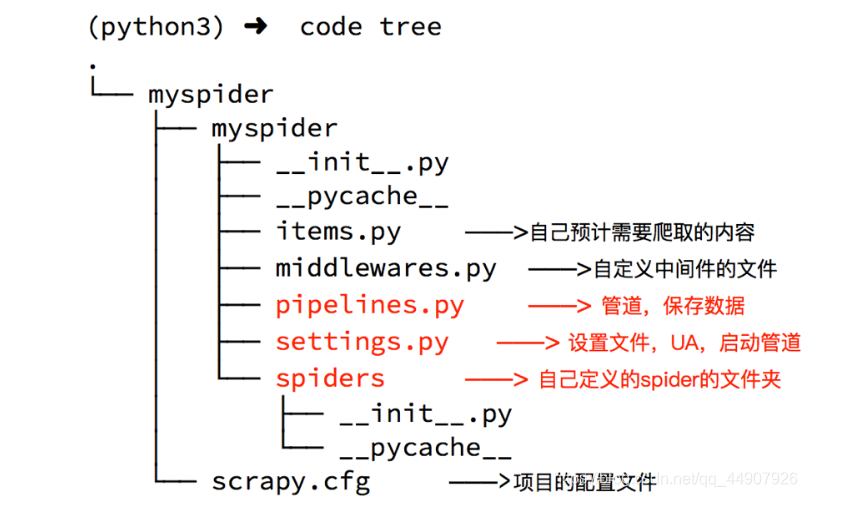 (python3) ➜ code tree
.
└── myspider
├── myspider
│ ├── __init__.py
│ ├── __pycache__
│ ├── items.py ———>自己预计需要爬取的内容
│ ├── middlewares.py ———>自定义中间件的文件
│ ├── pipelines.py ———> 管道，保存数据
│ ├── settings.py ———> 设置文件，UA，启动管道
│ └── spiders ———> 自己定义的spider的文件夹
│ ├── __init__.py
│ └── __pycache__
└── scrapy.cfg ———>项目的配置文件
dn.net/qq_44907926